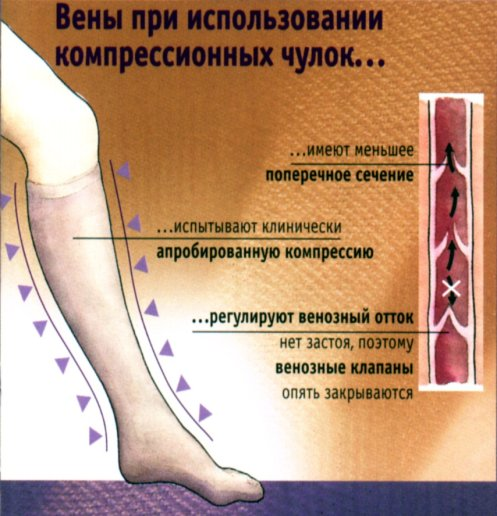 Вены при использовании
компрессионных чулок...
...имеют меньшее
поперечное сечение
...испытывают клинически
апробированную компрессию
...регулируют венозный отток
нет застоя, поэтому
венозные клапаны
опять закрываются